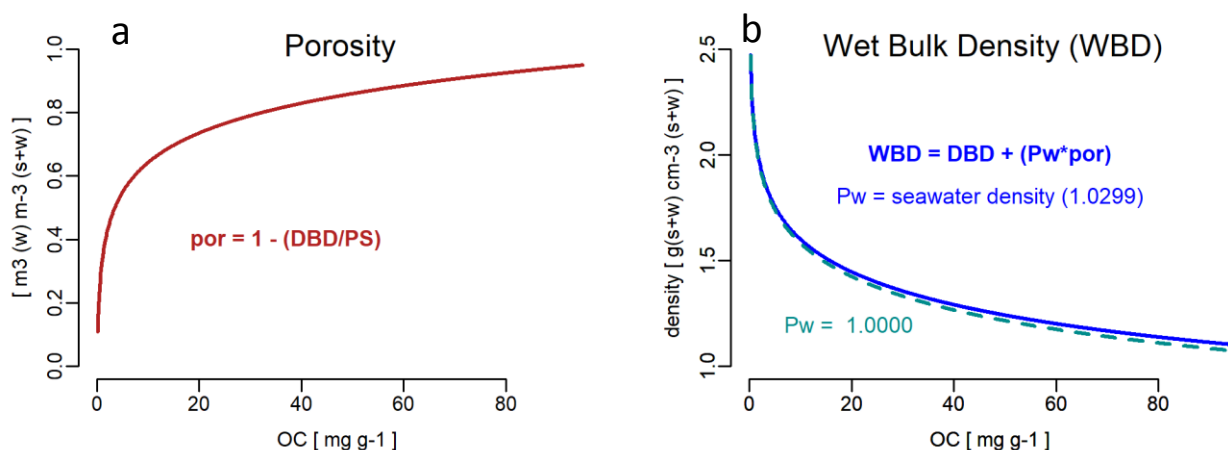 a
Porosity
[ m3 (w) m-3 (s+w) ]
1.0
0.8
0.6
0.4
0.2
0.0
por = 1 - (DBD/PS)
0 20 40 60 80
OC [ mg g-1 ]
b
Wet Bulk Density (WBD)
density [ g(s+w) cm-3 (s+w) ]
2.5
2.0
1.5
1.0
WBD = DBD + (Pw*por)
Pw = seawater density (1.0299)
Pw = 1.0000
0 20 40 60 80
OC [ mg g-1 ]